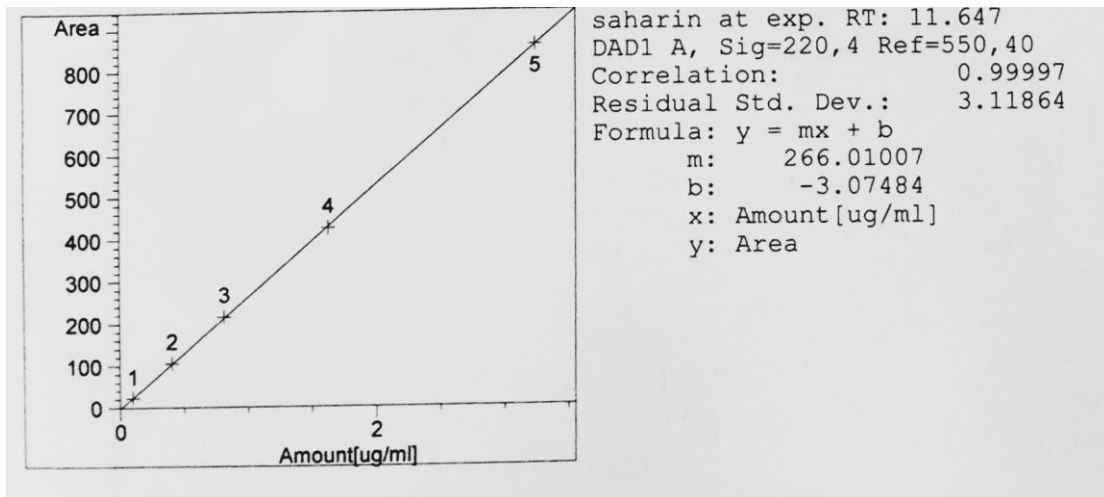 Area
800
700
600
500
400
300
200
100
0
1
2
3
4
5
0
2
Amount[ug/ml]
saharin at exp. RT: 11.647
DAD1 A, Sig=220,4 Ref=550,40
Correlation: 0.99997
Residual Std. Dev.: 3.11864
Formula: y = mx + b
m: 266.01007
b: -3.07484
x: Amount[ug/ml]
y: Area